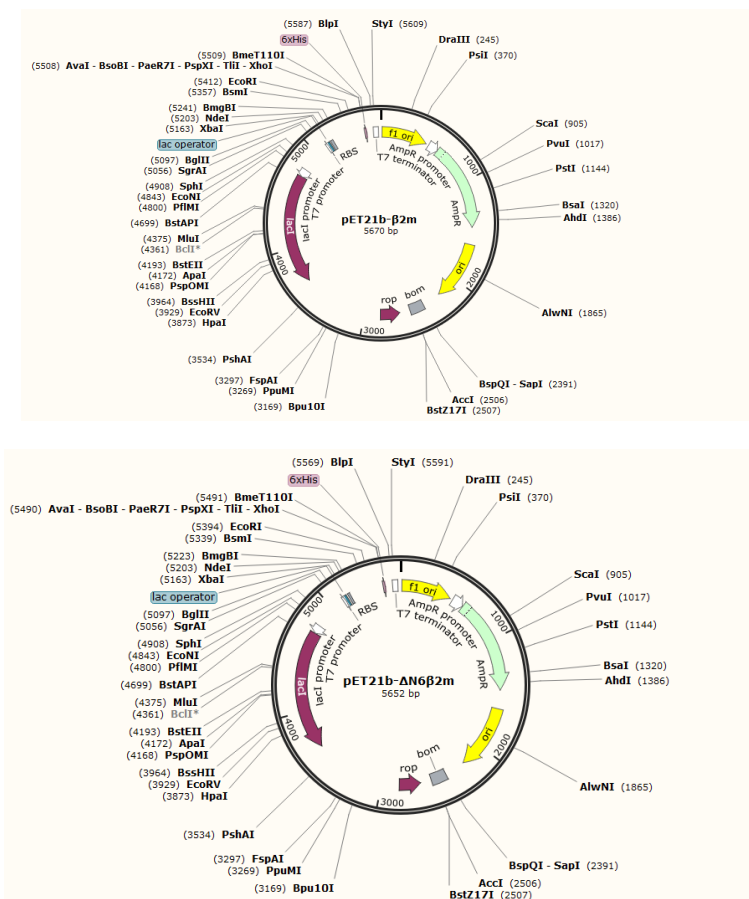 (5587) BlpI
StyI (5609)
6xHis
DraIII (245)
(5509) BmeT110I
PsiI (370)
(5508) AvaI - BsoBI - PaeR7I - PspXI - TliI - XhoI
(5412) EcoRI
(5357) BsmI
(5241) BmgBI
(5203) NdeI
(5163) XbaI
lac operator
(5097) BglII
(5056) SgrAI
(4908) SphI
(4843) EcoNI
(4800) PflMI
(4699) BstAPI
(4375) MluI
(4361) BclI*
(4193) BstEII
(4172) ApaI
(4168) PspOMI
(3964) BssHII
(3929) EcoRV
(3873) HpaI
(3534) PshAI
(3297) FspAI
(3269) PpuMI
(3169) Bpu10I
ScaI (905)
PvuI (1017)
PstI (1144)
BsaI (1320)
AhdI (1386)
AlwNI (1865)
BspQI - SapI (2391)
AccI (2506)
BstZ17I (2507)
f1 ori
AmpR promoter
T7 terminator
AmpR
ori
bom
rop
lacI
lacI promoter
T7 promoter
RBS
1000
2000
3000
4000
5000
pET21b-β2m
5670 bp
(5569) BlpI
StyI (5591)
6xHis
DraIII (245)
(5491) BmeT110I
PsiI (370)
(5490) AvaI - BsoBI - PaeR7I - PspXI - TliI - XhoI
(5394) EcoRI
(5339) BsmI
(5223) BmgBI
(5203) NdeI
(5163) XbaI
lac operator
(5097) BglII
(5056) SgrAI
(4908) SphI
(4843) EcoNI
(4800) PflMI
(4699) BstAPI
(4375) MluI
(4361) BclI*
(4193) BstEII
(4172) ApaI
(4168) PspOMI
(3964) BssHII
(3929) EcoRV
(3873) HpaI
(3534) PshAI
(3297) FspAI
(3269) PpuMI
(3169) Bpu10I
ScaI (905)
PvuI (1017)
PstI (1144)
BsaI (1320)
AhdI (1386)
AlwNI (1865)
BspQI - SapI (2391)
AccI (2506)
BstZ17I (2507)
f1 ori
AmpR promoter
T7 terminator
AmpR
ori
bom
rop
lacI
lacI promoter
T7 promoter
RBS
1000
2000
3000
4000
5000
pET21b-ΔN6β2m
5652 bp